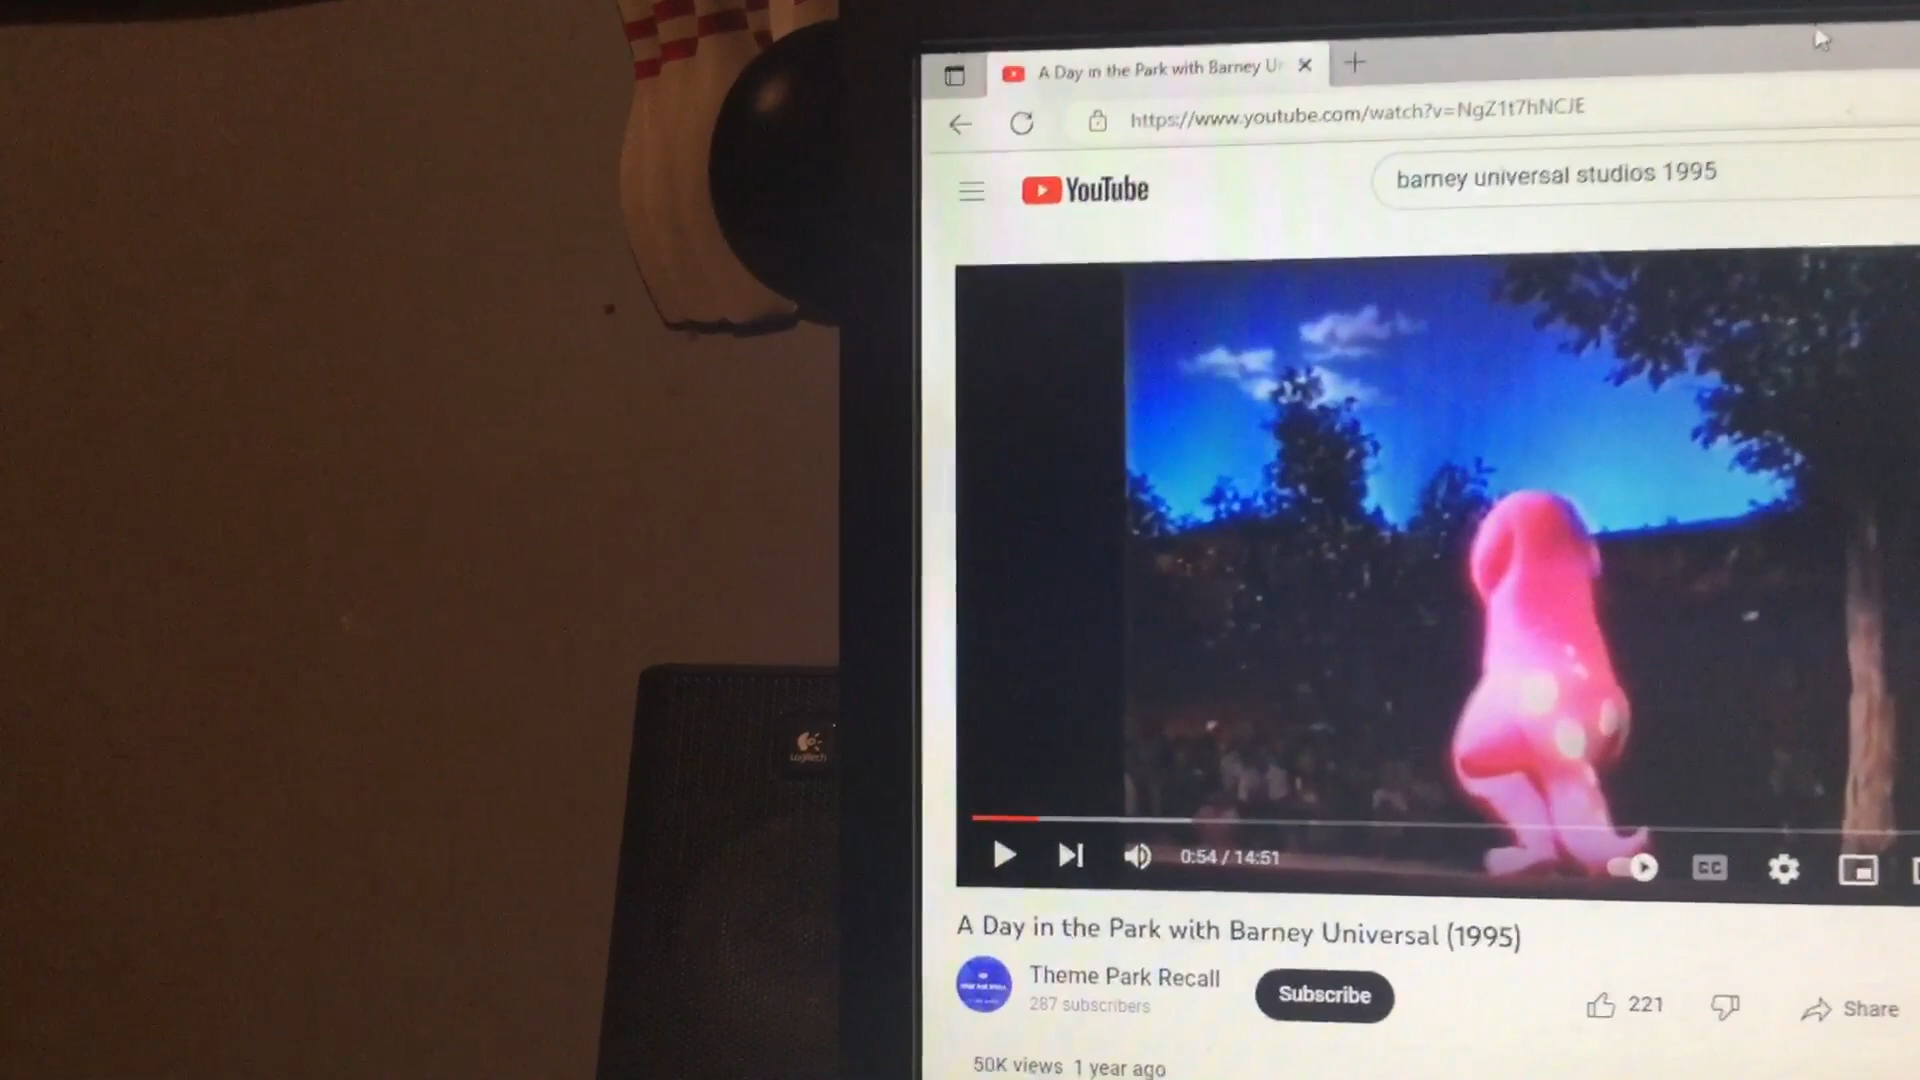 A Day in the Park with Barney Un
https://www.youtube.com/watch?v=NgZ1t7hNCJE
YouTube
barney universal studios 1995
Logitech
0:54 / 14:51
CC
A Day in the Park with Barney Universal (1995)
Theme Park Recall
287 subscribers
Subscribe
221
Share
50K views 1 year ago